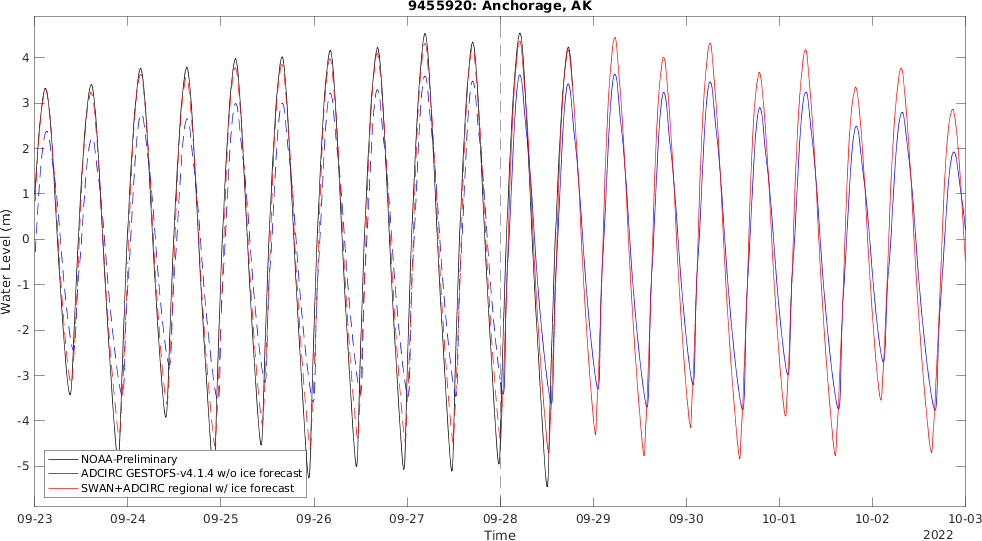 9455920: Anchorage, AK
4
3
2
1
0
-1
-2
-3
-4
-5
Water Level (m)
NOAA-Preliminary
ADCIRC GESTOFS-v4.1.4 w/o ice forecast
SWAN+ADCIRC regional w/ ice forecast
09-23 09-24 09-25 09-26 09-27 09-28 09-29 09-30 10-01 10-02 10-03
Time
2022